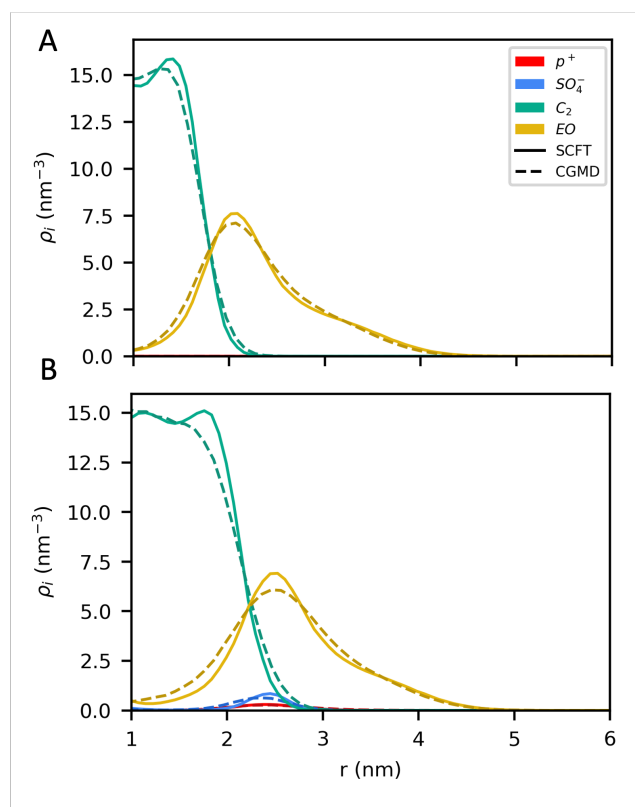 A
15.0
12.5
10.0
7.5
5.0
2.5
0.0
ρᵢ (nm⁻³)
p⁺
SO₄⁻
C₂
EO
SCFT
CGMD
B
15.0
12.5
10.0
7.5
5.0
2.5
0.0
ρᵢ (nm⁻³)
1 2 3 4 5 6
r (nm)